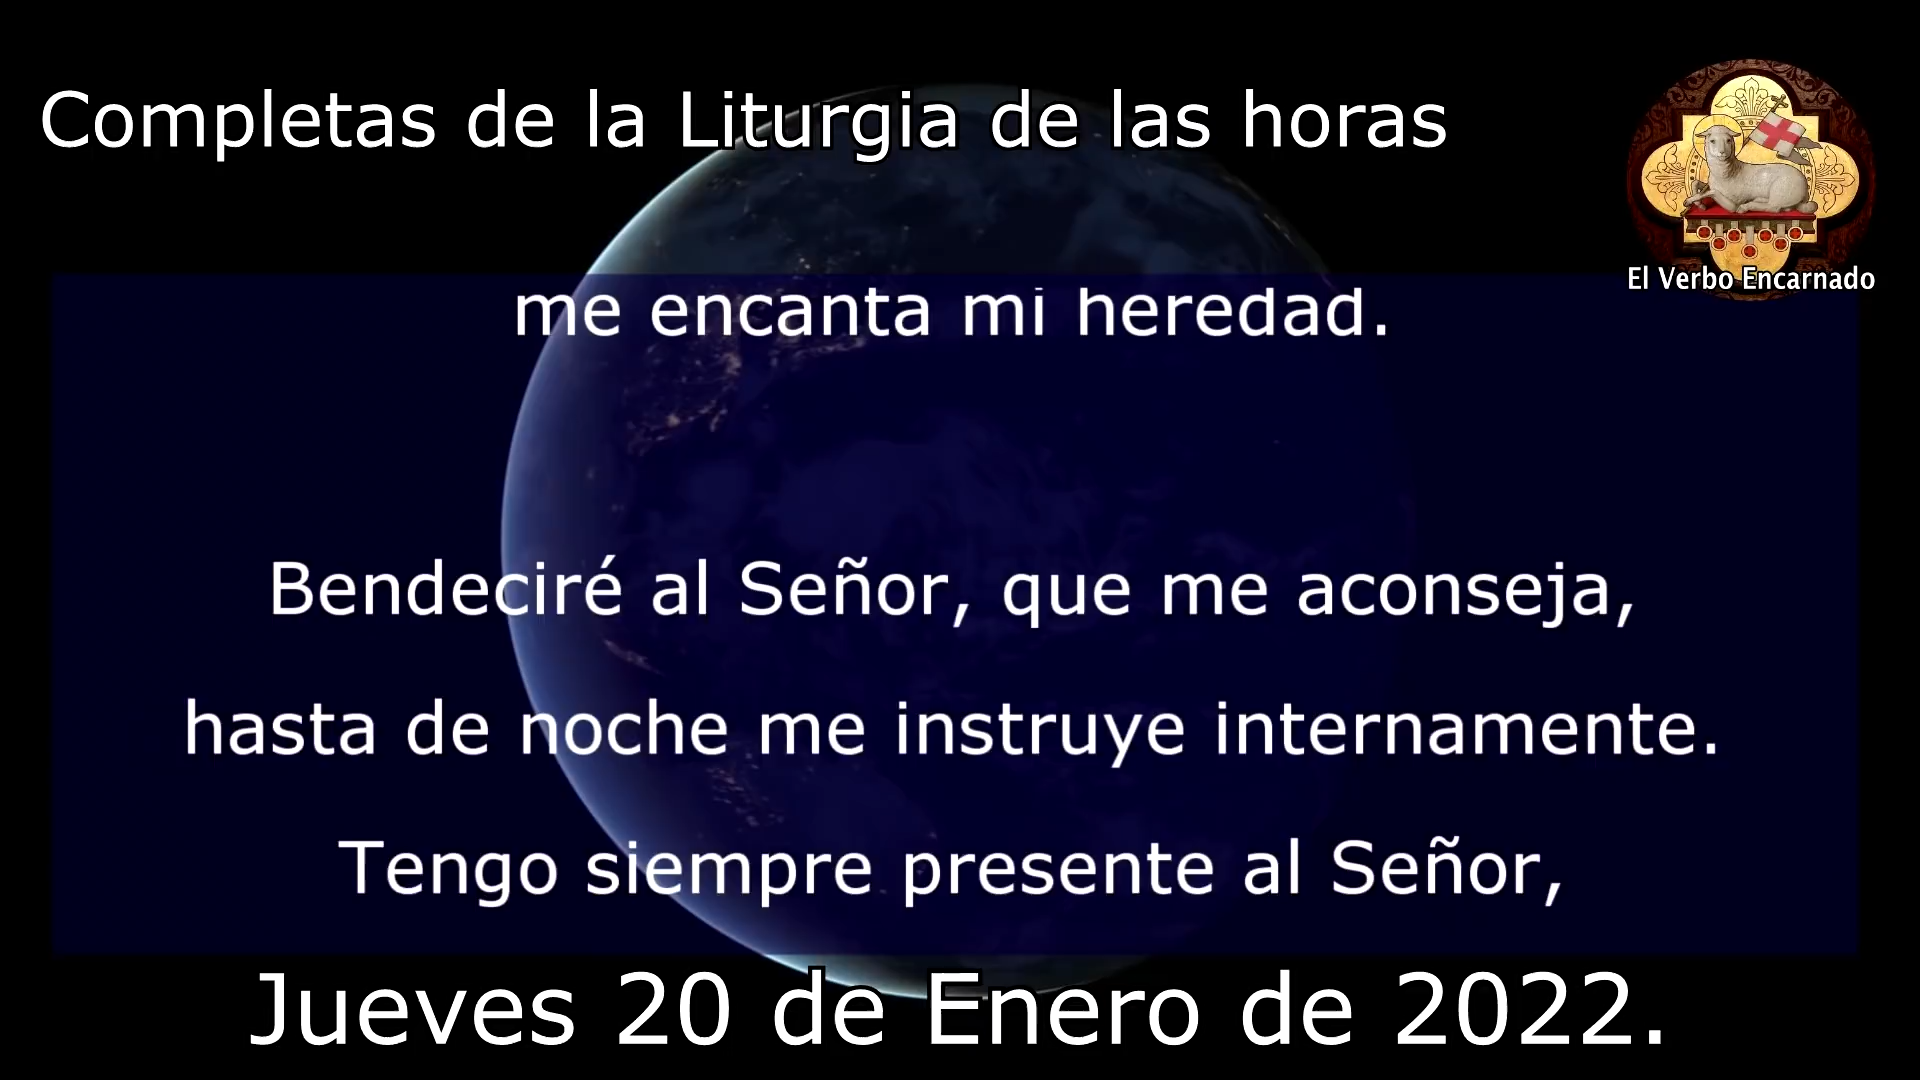 Completas de la Liturgia de las horas
El Verbo Encarnado
me encanta mi heredad.
Bendeciré al Señor, que me aconseja,
hasta de noche me instruye internamente.
Tengo siempre presente al Señor,
Jueves 20 de Enero de 2022.